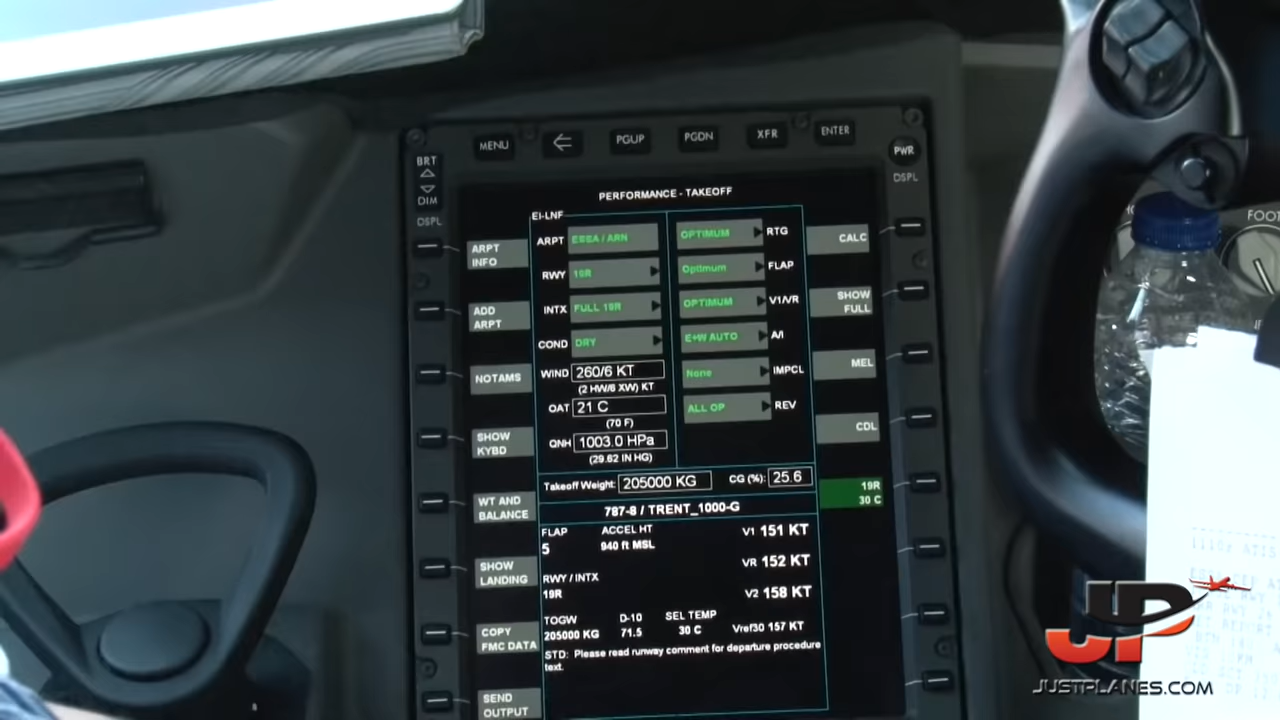 MENU
PGUP
PGDN
XFR
ENTER
BRT
DIM
DSPL
PWR
DSPL
PERFORMANCE - TAKEOFF
EI-LNF
ARPT
INFO
ADD
ARPT
NOTAMS
SHOW
KYBD
WT AND
BALANCE
SHOW
LANDING
COPY
FMC DATA
SEND
OUTPUT
ARPT ESSA / ARN
RWY 19R
INTX FULL 19R
COND DRY
WIND 260/6 KT
(2 HW/6 XW) KT
OAT 21 C
(70 F)
QNH 1003.0 HPa
(29.62 IN HG)
OPTIMUM RTG
Optimum FLAP
OPTIMUM V1/VR
E+W AUTO A/I
None IMPCL
ALL OP REV
CALC
SHOW
FULL
MEL
CDL
19R
30 C
Takeoff Weight: 205000 KG CG (%): 25.6
787-8 / TRENT_1000-G
FLAP ACCEL HT V1 151 KT
5 940 ft MSL
VR 152 KT
RWY / INTX
19R V2 158 KT
TOGW D-10 SEL TEMP
205000 KG 71.5 30 C Vref30 157 KT
STD: Please read runway comment for departure procedure
text.
FOOT
ATIS
JP
JUSTPLANES.COM